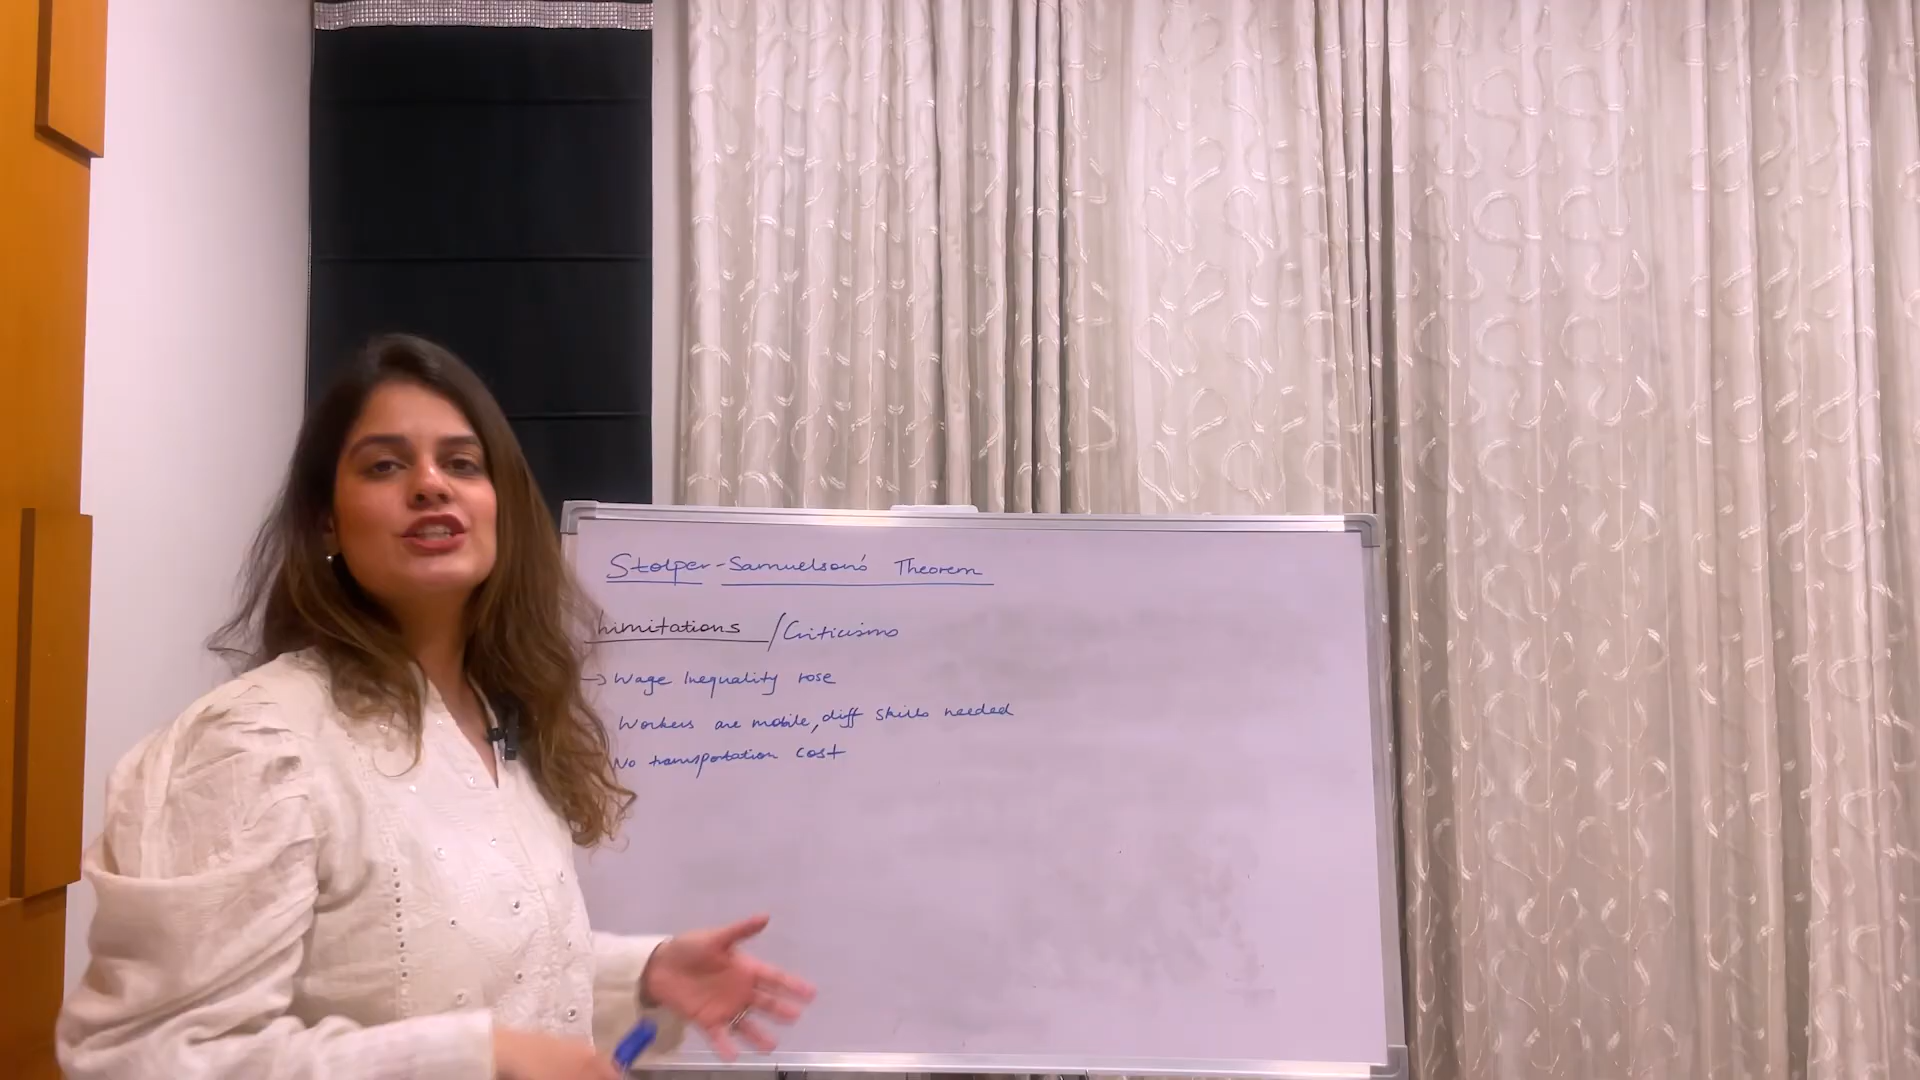 Stolper-Samuelson's Theorem
Limitations / Criticisms
→ Wage Inequality rose
Workers are mobile, diff skills needed
No transportation cost